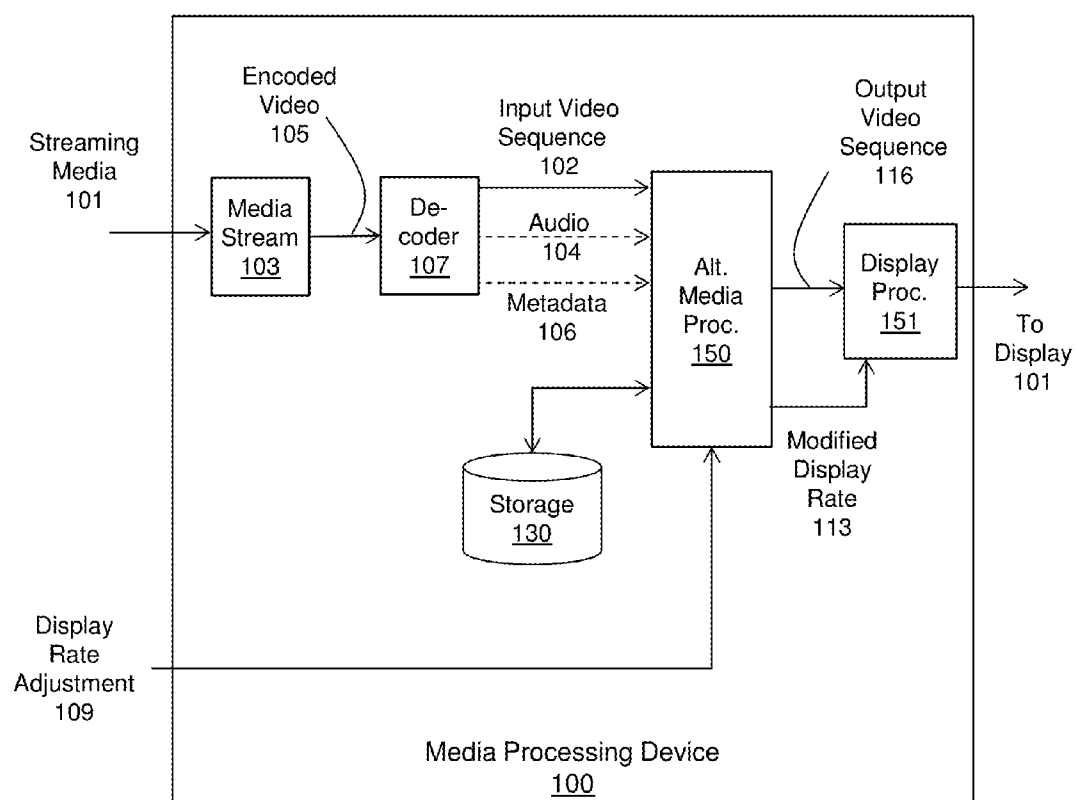 Encoded
Video
105
Output
Video
Sequence
116
Input Video
Sequence
102
Streaming
Media
101
Media
Stream
103
De-
coder
107
Audio
104
Metadada
106
Alt.
Media
Proc.
150
Display
Proc.
151
To
Display
101
Modified
Display
Rate
113
Storage
130
Display
Rate
Adjustment
109
Media Processing Device
100